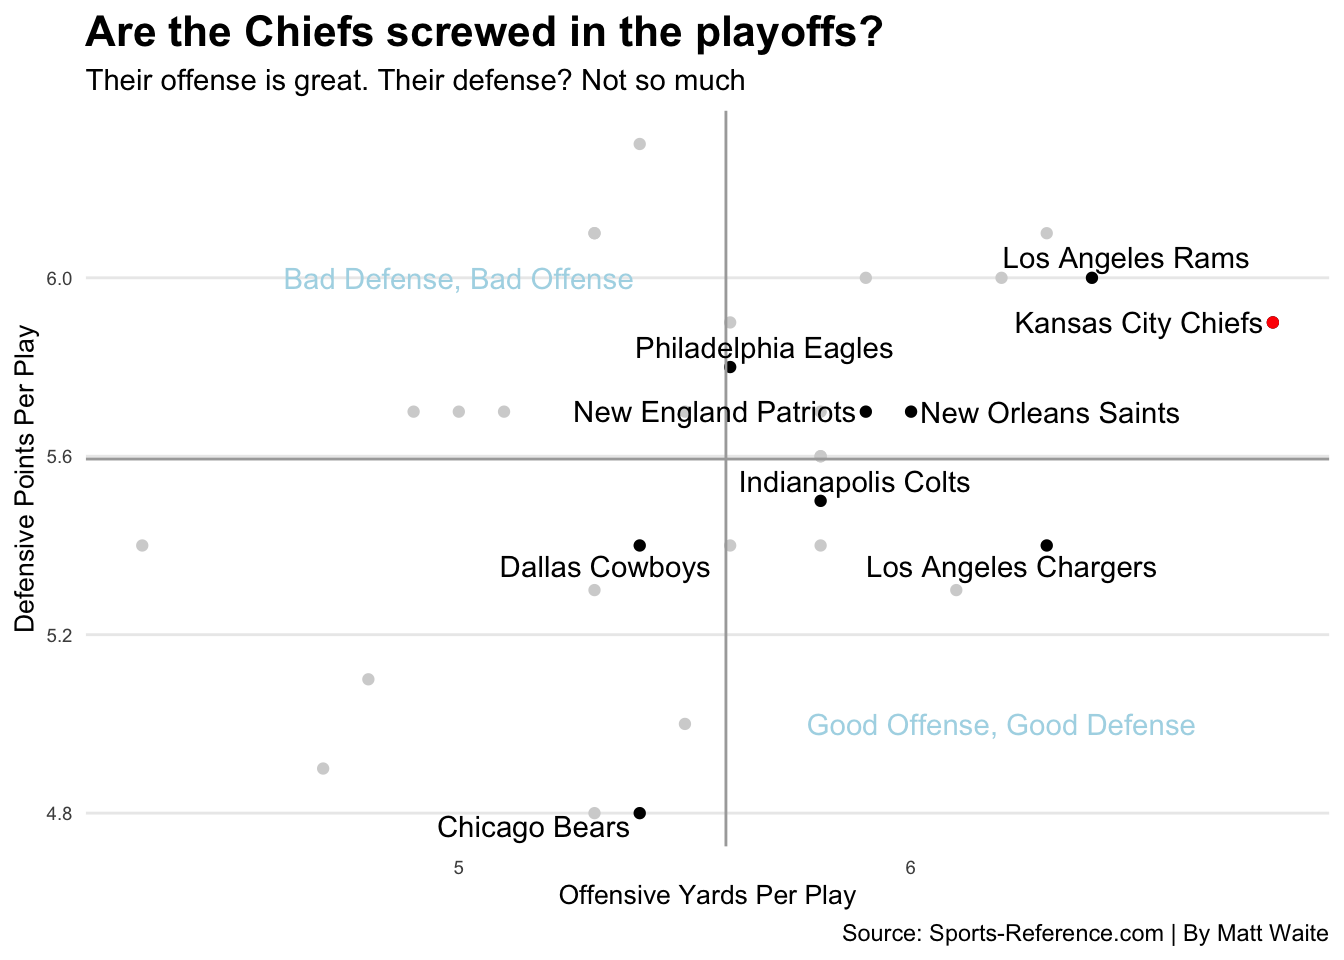 Are the Chiefs screwed in the playoffs?
Their offense is great. Their defense? Not so much
Defensive Points Per Play
6.0
5.6
5.2
4.8
Bad Defense, Bad Offense
Los Angeles Rams
Kansas City Chiefs
Philadelphia Eagles
New England Patriots
New Orleans Saints
Indianapolis Colts
Dallas Cowboys
Los Angeles Chargers
Good Offense, Good Defense
Chicago Bears
5
6
Offensive Yards Per Play
Source: Sports-Reference.com | By Matt Waite